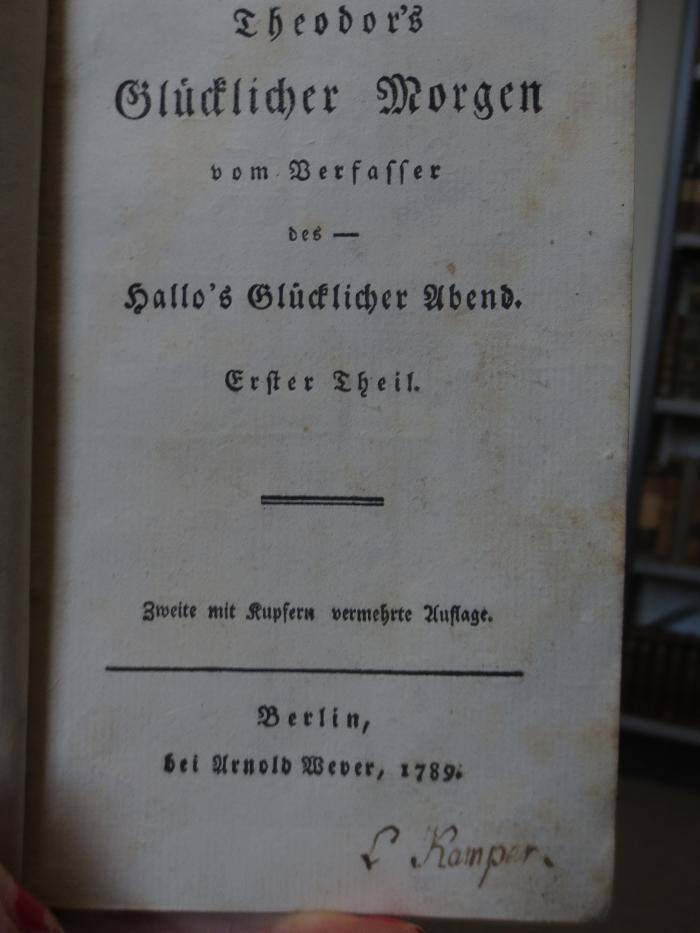 Theodor's
Glücklicher Morgen
vom Verfaſſer
des —
Hallo's Glücklicher Abend.
Erſter Theil.
Zweite mit Kupfern vermehrte Auflage.
Berlin,
bei Arnold Wever, 1789.
L Kamper.